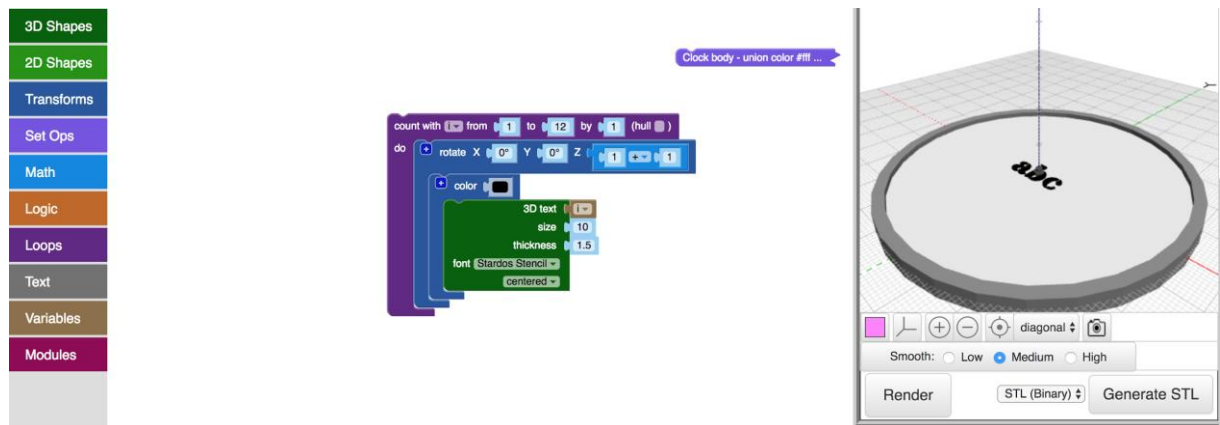 3D Shapes
2D Shapes
Transforms
Set Ops
Math
Logic
Loops
Text
Variables
Modules
Clock body - union color #fff ...
count with i from 1 to 12 by 1 (hull )
do + rotate X 0° Y 0° Z 1 + 1
+ color
3D text i
size 10
thickness 1.5
font Stardos Stencil
centered
abc
Y
diagonal
Smooth: Low Medium High
Render STL (Binary) Generate STL